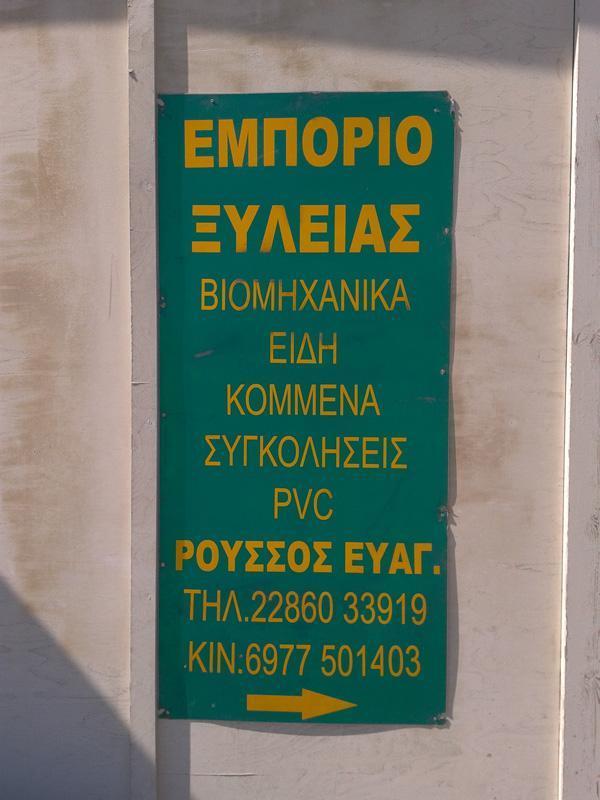 ΕΜΠΟΡΙΟ
ΞΥΛΕΙΑΣ
ΒΙΟΜΗΧΑΝΙΚΑ
ΕΙΔΗ
ΚΟΜΜΕΝΑ
ΣΥΓΚΟΛΗΣΕΙΣ
PVC
ΡΟΥΣΣΟΣ ΕΥΑΓ.
ΤΗΛ.22860 33919
ΚΙΝ:6977 501403